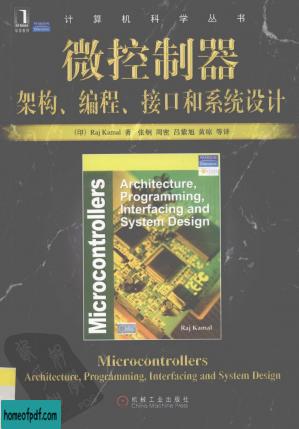 计算机科学丛书
PEARSON
微控制器
架构、编程、接口和系统设计
(印) Raj Kamal 著 张炯 周密 吕紫旭 黄琼 等译
Microcontrollers
Architecture,
Programming,
Interfacing and
System Design
Raj Kamal
Microcontrollers
Architecture, Programming, Interfacing and System Design
homeofpdf.com
机械工业出版社
China Machine Press